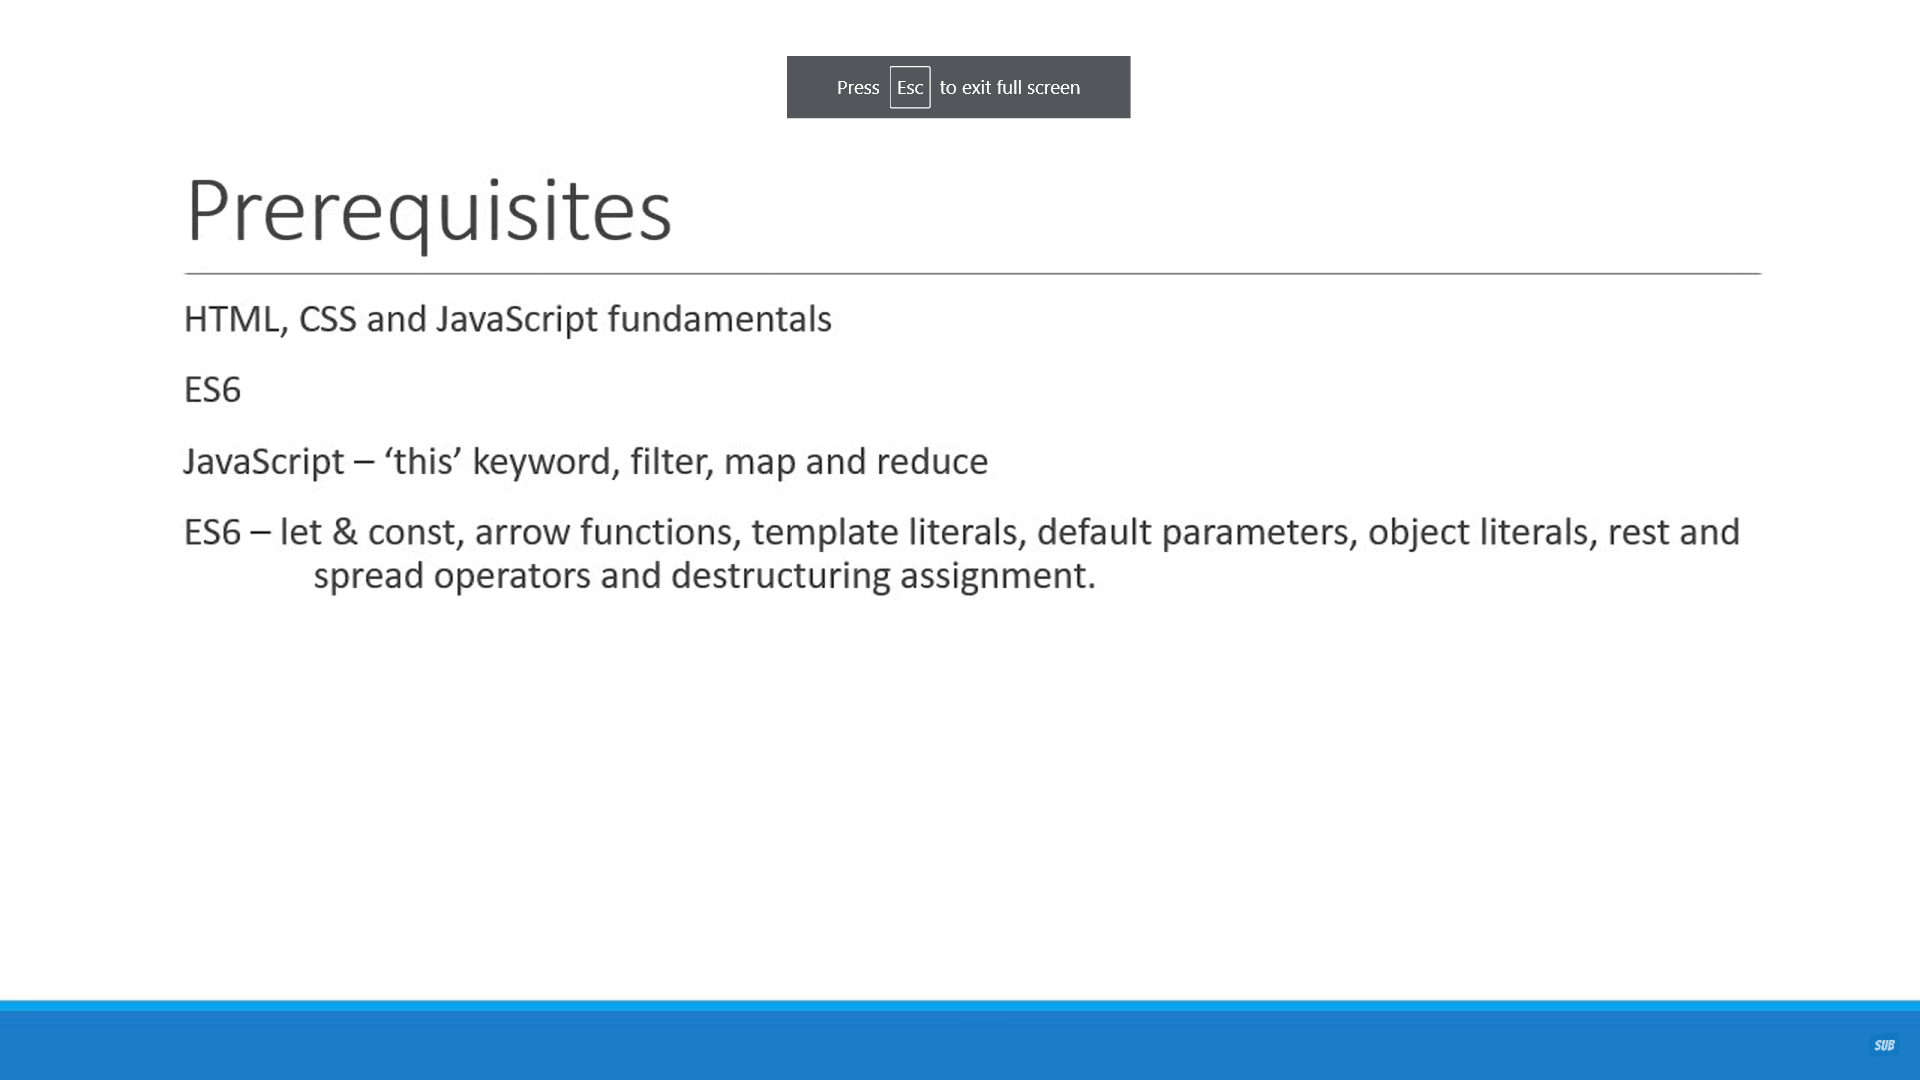 Press Esc to exit full screen
Prerequisites
HTML, CSS and JavaScript fundamentals
ES6
JavaScript – ‘this’ keyword, filter, map and reduce
ES6 – let & const, arrow functions, template literals, default parameters, object literals, rest and
spread operators and destructuring assignment.
SUB